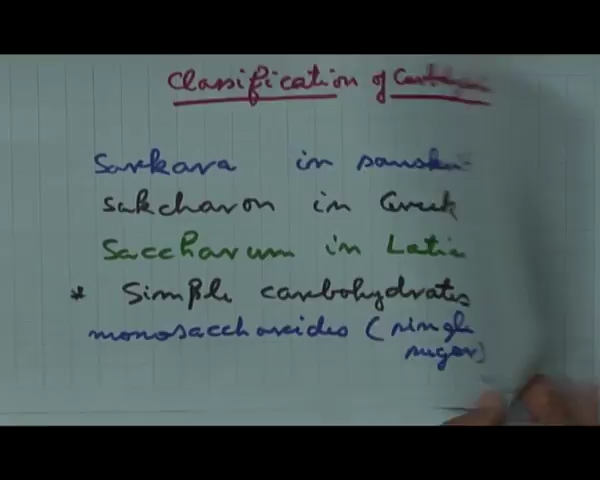 Classification of
Sarkara in
sakcharon in Greek
Saccharum in Latin
* Simple carbohydrates
monosaccharides (single
sugar)